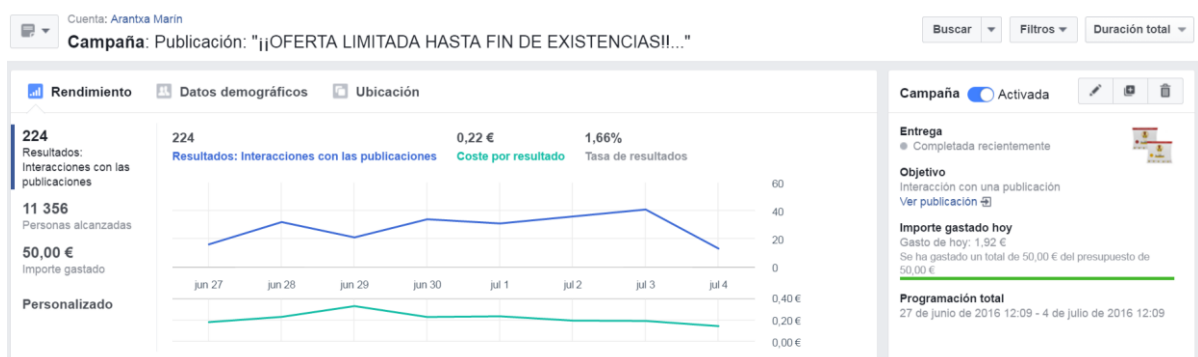 Cuenta: Arantxa Marín
Campaña: Publicación: "¡¡OFERTA LIMITADA HASTA FIN DE EXISTENCIAS!!..."
Buscar
Filtros
Duración total
Rendimiento
Datos demográficos
Ubicación
224
Resultados:
Interacciones con las
publicaciones
11 356
Personas alcanzadas
50,00 €
Importe gastado
Personalizado
224
Resultados: Interacciones con las publicaciones
0,22 €
Coste por resultado
1,66%
Tasa de resultados
60
40
20
0
jun 27
jun 28
jun 29
jun 30
jul 1
jul 2
jul 3
jul 4
0,40 €
0,20 €
0,00 €
Campaña
Activada
Entrega
Completada recientemente
Objetivo
Interacción con una publicación
Ver publicación
Importe gastado hoy
Gasto de hoy: 1,92 €
Se ha gastado un total de 50,00 € del presupuesto de
50,00 €
Programación total
27 de junio de 2016 12:09 - 4 de julio de 2016 12:09